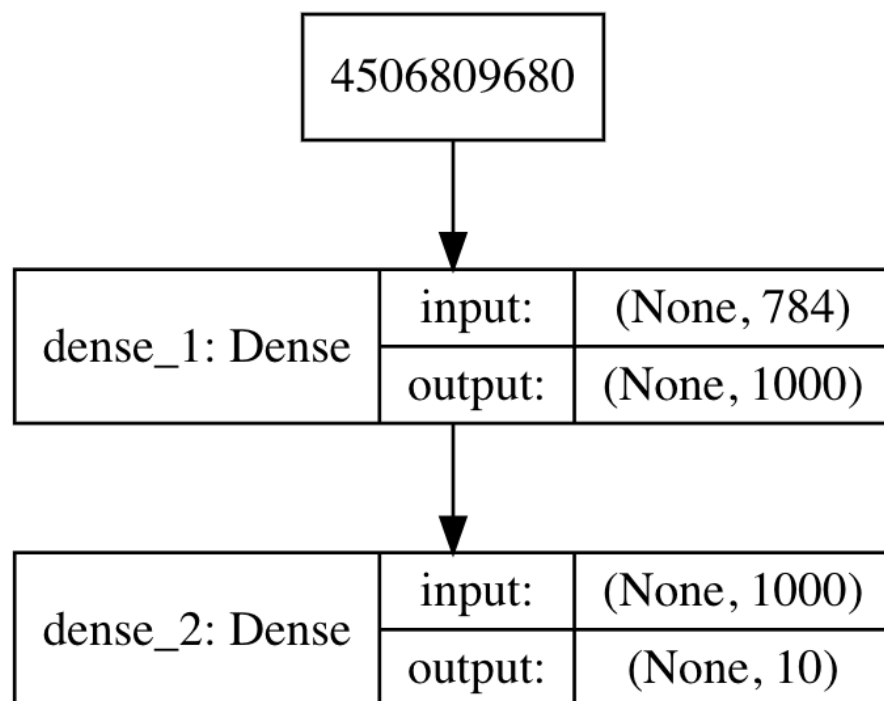 4506809680
dense_1: Dense
input:
(None, 784)
output:
(None, 1000)
dense_2: Dense
input:
(None, 1000)
output:
(None, 10)